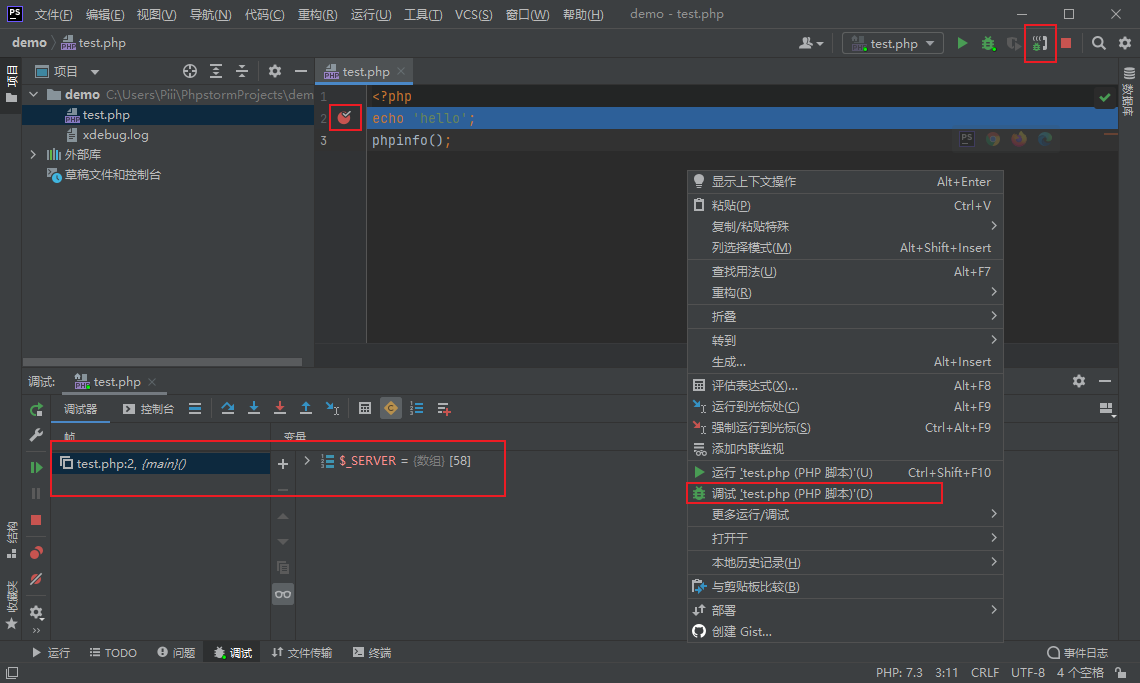 PS 文件(F) 编辑(E) 视图(V) 导航(N) 代码(C) 重构(R) 运行(U) 工具(T) VCS(S) 窗口(W) 帮助(H) demo - test.php
demo test.php
test.php
项目
项目
test.php
数据库
demo C:\Users\Piii\PhpstormProjects\dem
test.php
xdebug.log
外部库
草稿文件和控制台
1 <?php
2 echo 'hello';
3 phpinfo();
PS
显示上下文操作 Alt+Enter
粘贴(P) Ctrl+V
复制/粘贴特殊
列选择模式(M) Alt+Shift+Insert
查找用法(U) Alt+F7
重构(R)
折叠
转到
生成... Alt+Insert
评估表达式(X)... Alt+F8
运行到光标处(C) Alt+F9
强制运行到光标(S) Ctrl+Alt+F9
添加内联监视
运行 'test.php (PHP 脚本)'(U) Ctrl+Shift+F10
调试 'test.php (PHP 脚本)'(D)
更多运行/调试
打开于
本地历史记录(H)
与剪贴板比较(B)
部署
创建 Gist...
调试: test.php
调试器 控制台
帧 变量
test.php:2, {main}()
$_SERVER = {数组} [58]
结构
收藏夹
运行 TODO 问题 调试 文件传输 终端 事件日志
PHP: 7.3 3:11 CRLF UTF-8 4 个空格